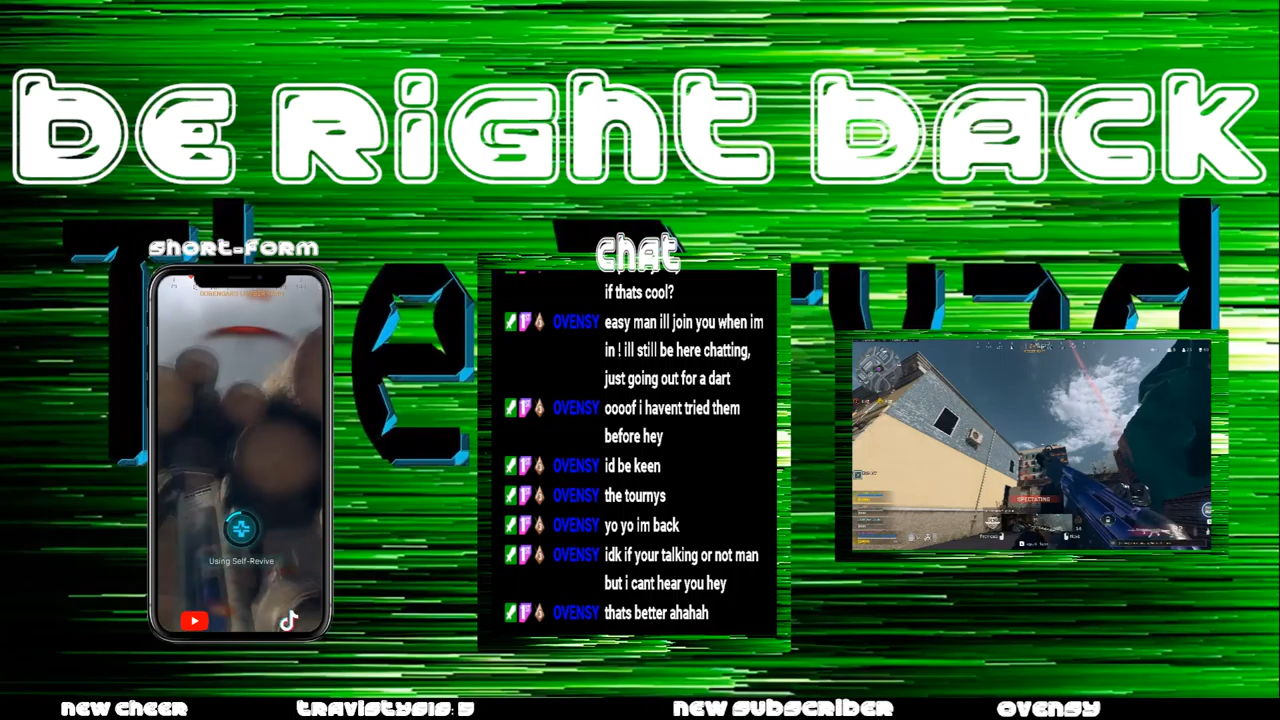 BE RIGHT BACK
SHORT-FORM
CHAT
if thats cool?
OVENSY easy man ill join you when im
in ! ill still be here chatting,
just going out for a dart
OVENSY oooof i havent tried them
before hey
OVENSY id be keen
OVENSY the tournys
OVENSY yo yo im back
OVENSY idk if your talking or not man
but i cant hear you hey
OVENSY thats better ahahah
Using Self-Revive
SPECTATING
NEW CHEER
TRAVISTYSIS: 5
NEW SUBSCRIBER
OVENSY